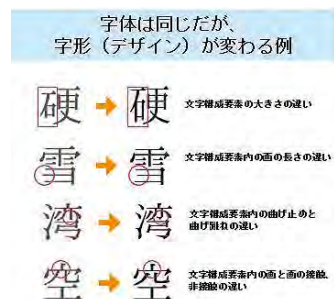 字体は同じだが、
字形（デザイン）が変わる例
硬 → 硬 文字構成要素の大きさの違い
雪 → 雪 文字構成要素内の画の長さの違い
湾 → 湾 文字構成要素内の曲げ止めと
曲げ跳ねの違い
空 → 空 文字構成要素内の画と画の接触、
非接触の違い